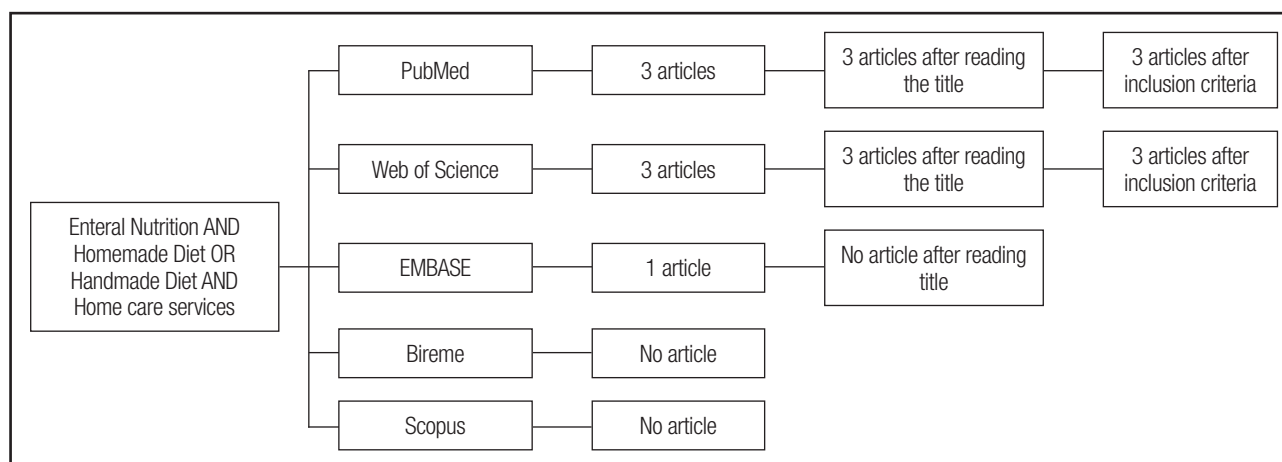 Enteral Nutrition AND
Homemade Diet OR
Handmade Diet AND
Home care services
PubMed
3 articles
3 articles after reading
the title
3 articles after
inclusion criteria
Web of Science
3 articles
3 articles after reading
the title
3 articles after
inclusion criteria
EMBASE
1 article
No article after reading
title
Bireme
No article
Scopus
No article